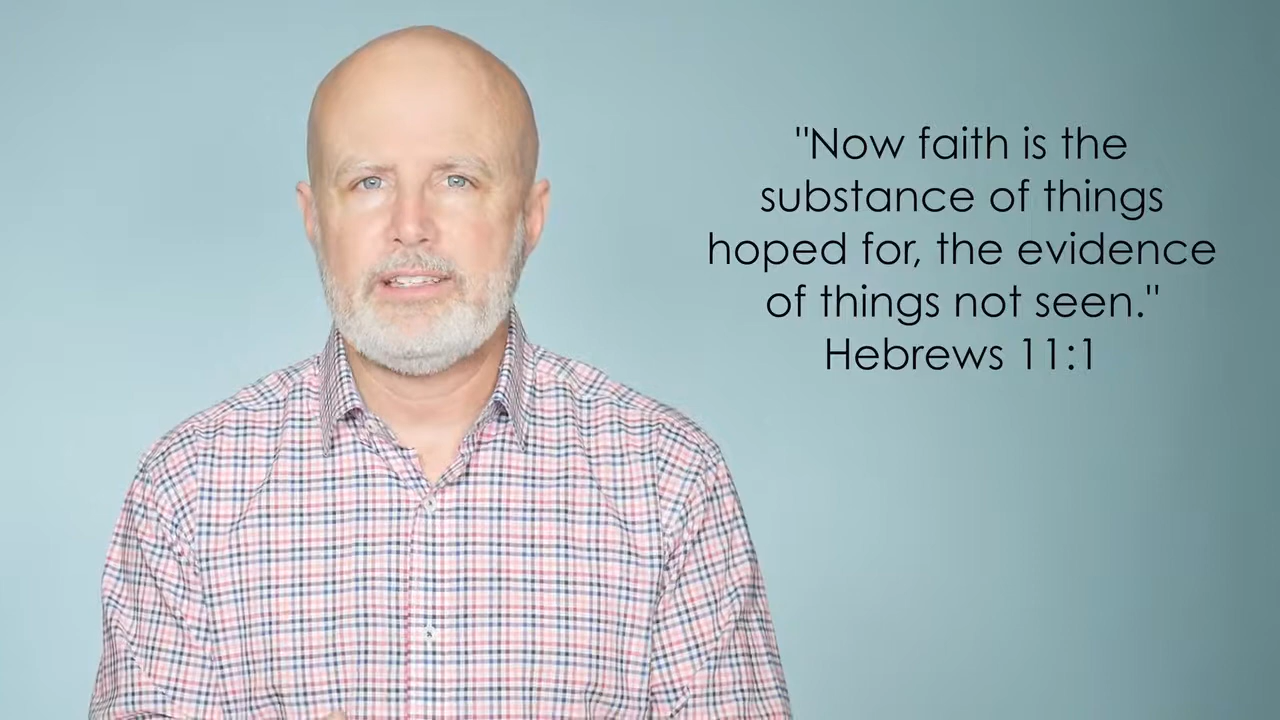 "Now faith is the
substance of things
hoped for, the evidence
of things not seen."
Hebrews 11:1